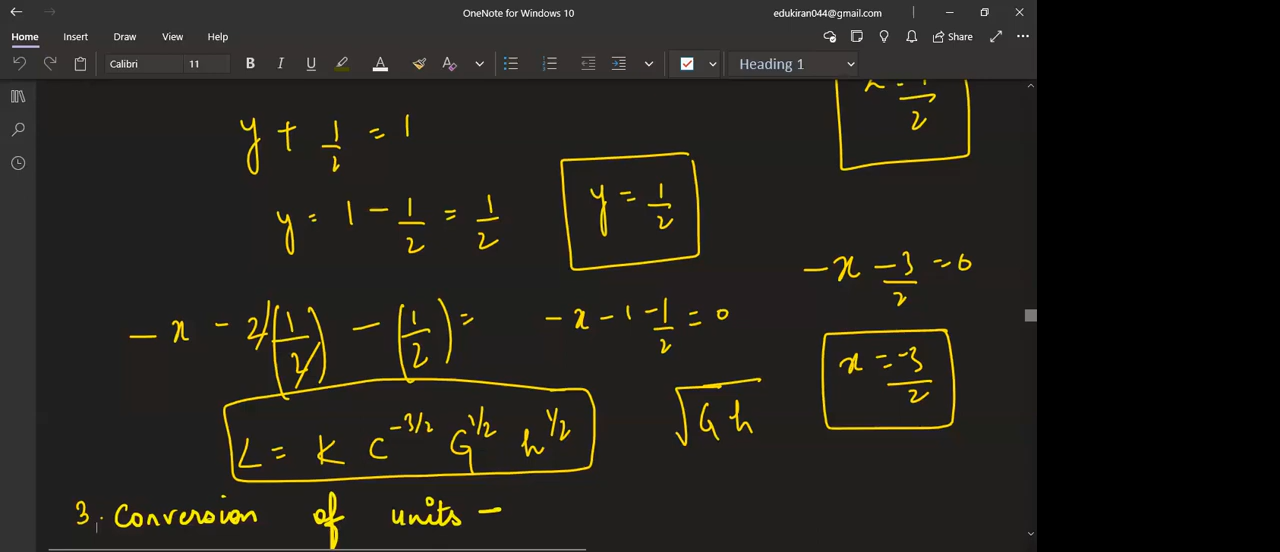 OneNote for Windows 10
edukiran044@gmail.com
Home Insert Draw View Help
Share
Calibri 11 B I U A Heading 1
y + 1/2 = 1
2
y = 1 - 1/2 = 1/2
y = 1/2
-x - 3/2 = 0
-x - 2(1/2) - (1/2) =
-x - 1 - 1/2 = 0
x = -3/2
L = K C^-3/2 G^1/2 h^1/2
√Gh
3. Conversion of units -